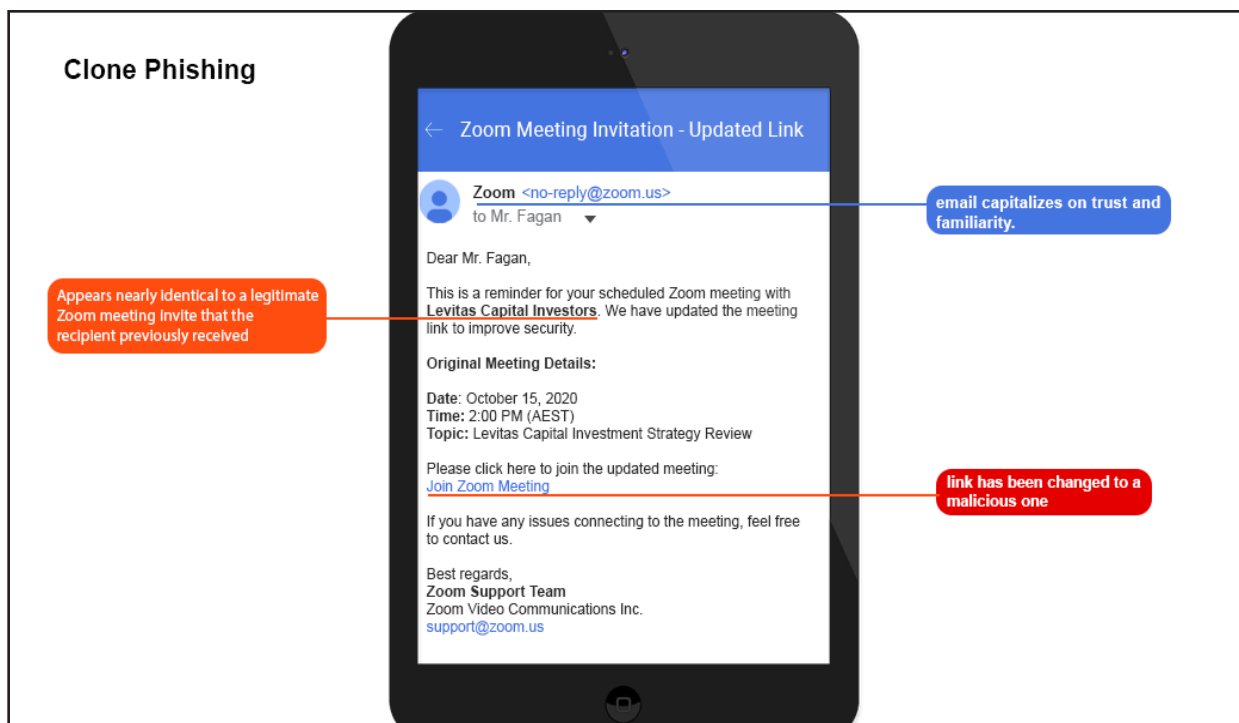 Clone Phishing
Zoom Meeting Invitation - Updated Link
Zoom <no-reply@zoom.us>
to Mr. Fagan
email capitalizes on trust and
familiarity.
Dear Mr. Fagan,
Appears nearly identical to a legitimate
Zoom meeting invite that the
recipient previously received
This is a reminder for your scheduled Zoom meeting with
Levitas Capital Investors. We have updated the meeting
link to improve security.
Original Meeting Details:
Date: October 15, 2020
Time: 2:00 PM (AEST)
Topic: Levitas Capital Investment Strategy Review
Please click here to join the updated meeting:
Join Zoom Meeting
link has been changed to a
malicious one
If you have any issues connecting to the meeting, feel free
to contact us.
Best regards,
Zoom Support Team
Zoom Video Communications Inc.
support@zoom.us